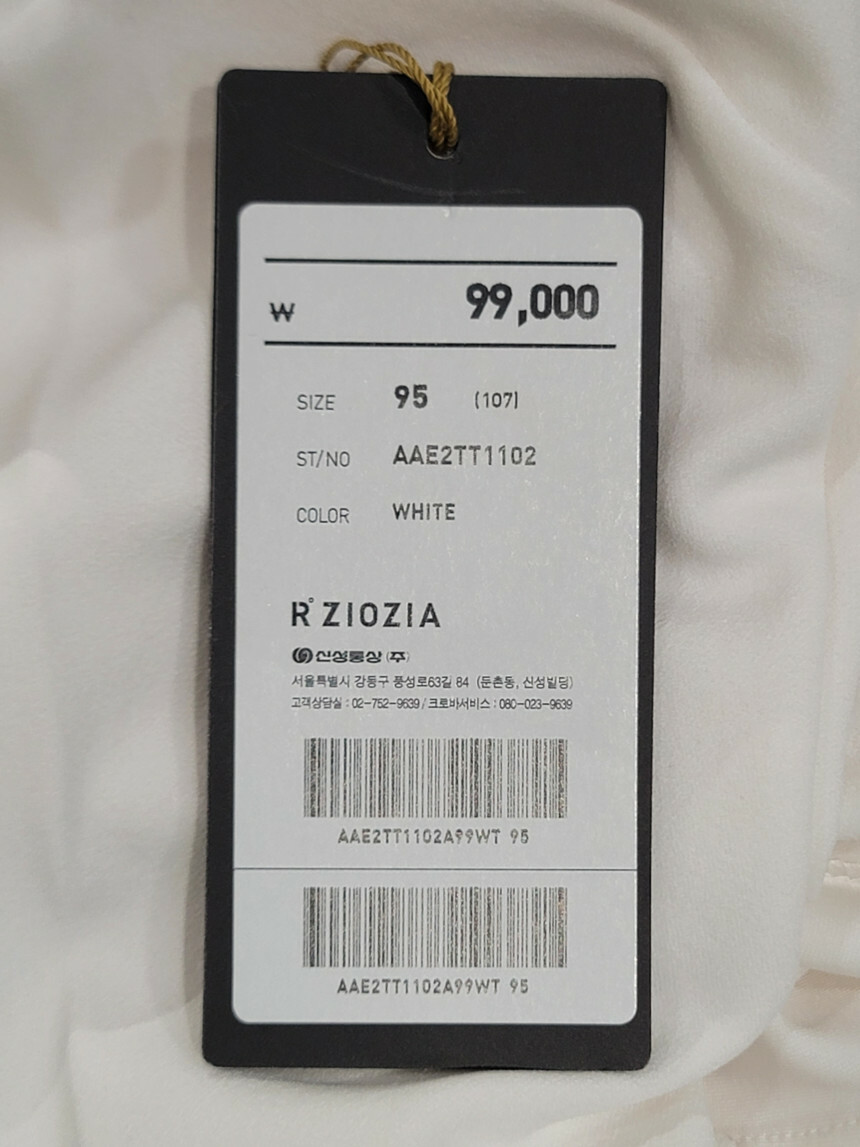 ₩ 99,000
SIZE 95 (107)
ST/NO AAE2TT1102
COLOR WHITE
R° ZIOZIA
신성통상(주)
서울특별시 강동구 풍성로63길 84 (둔촌동, 신성빌딩)
고객상담실 : 02-752-9639 / 크로바서비스 : 080-023-9639
AAE2TT1102A99WT 95
AAE2TT1102A99WT 95